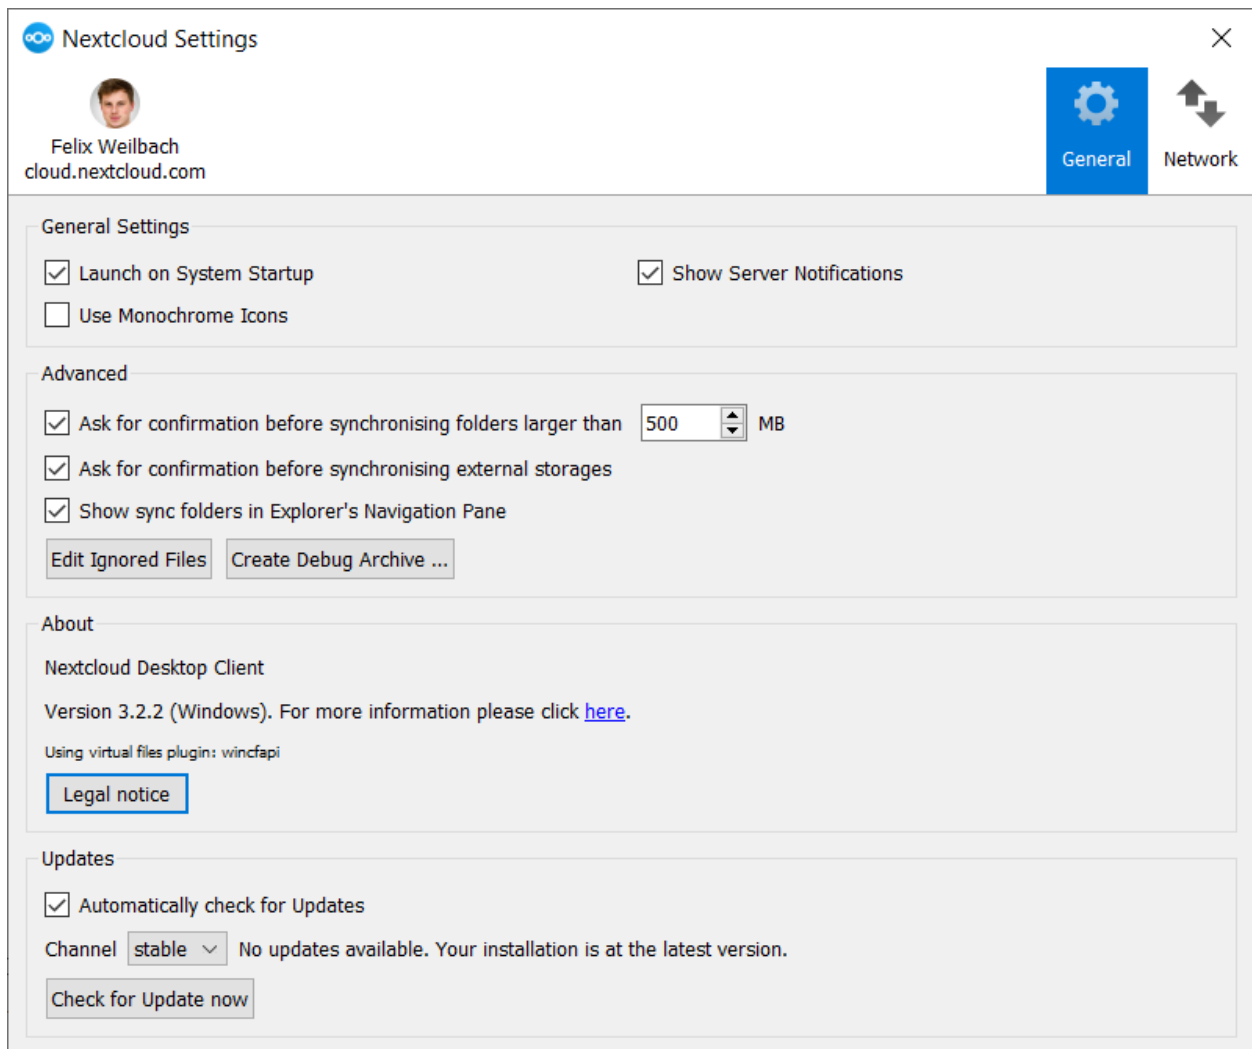 Nextcloud Settings
Felix Weilbach
cloud.nextcloud.com
General
Network
General Settings
Launch on System Startup
Show Server Notifications
Use Monochrome Icons
Advanced
Ask for confirmation before synchronising folders larger than 500 MB
Ask for confirmation before synchronising external storages
Show sync folders in Explorer's Navigation Pane
Edit Ignored Files
Create Debug Archive ...
About
Nextcloud Desktop Client
Version 3.2.2 (Windows). For more information please click here.
Using virtual files plugin: wincfapi
Legal notice
Updates
Automatically check for Updates
Channel stable No updates available. Your installation is at the latest version.
Check for Update now